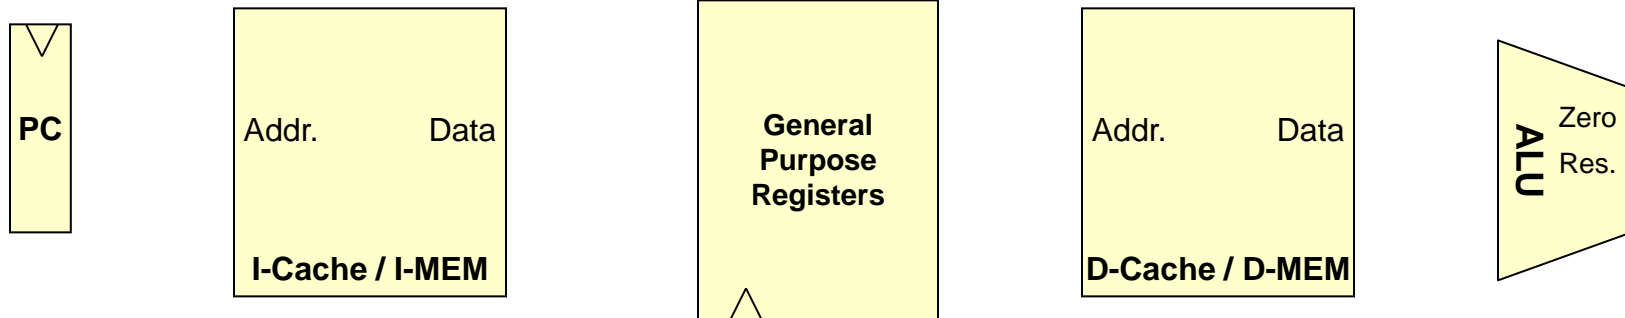 PC
Addr. Data
I-Cache / I-MEM
General
Purpose
Registers
Addr. Data
D-Cache / D-MEM
ALU
Zero
Res.